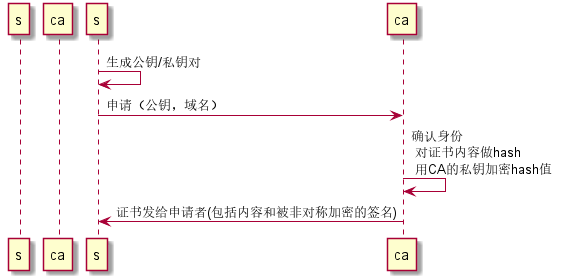 s ca s ca
生成公钥/私钥对
申请（公钥，域名）
确认身份
对证书内容做hash
用CA的私钥加密hash值
证书发给申请者(包括内容和被非对称加密的签名)
s ca s ca